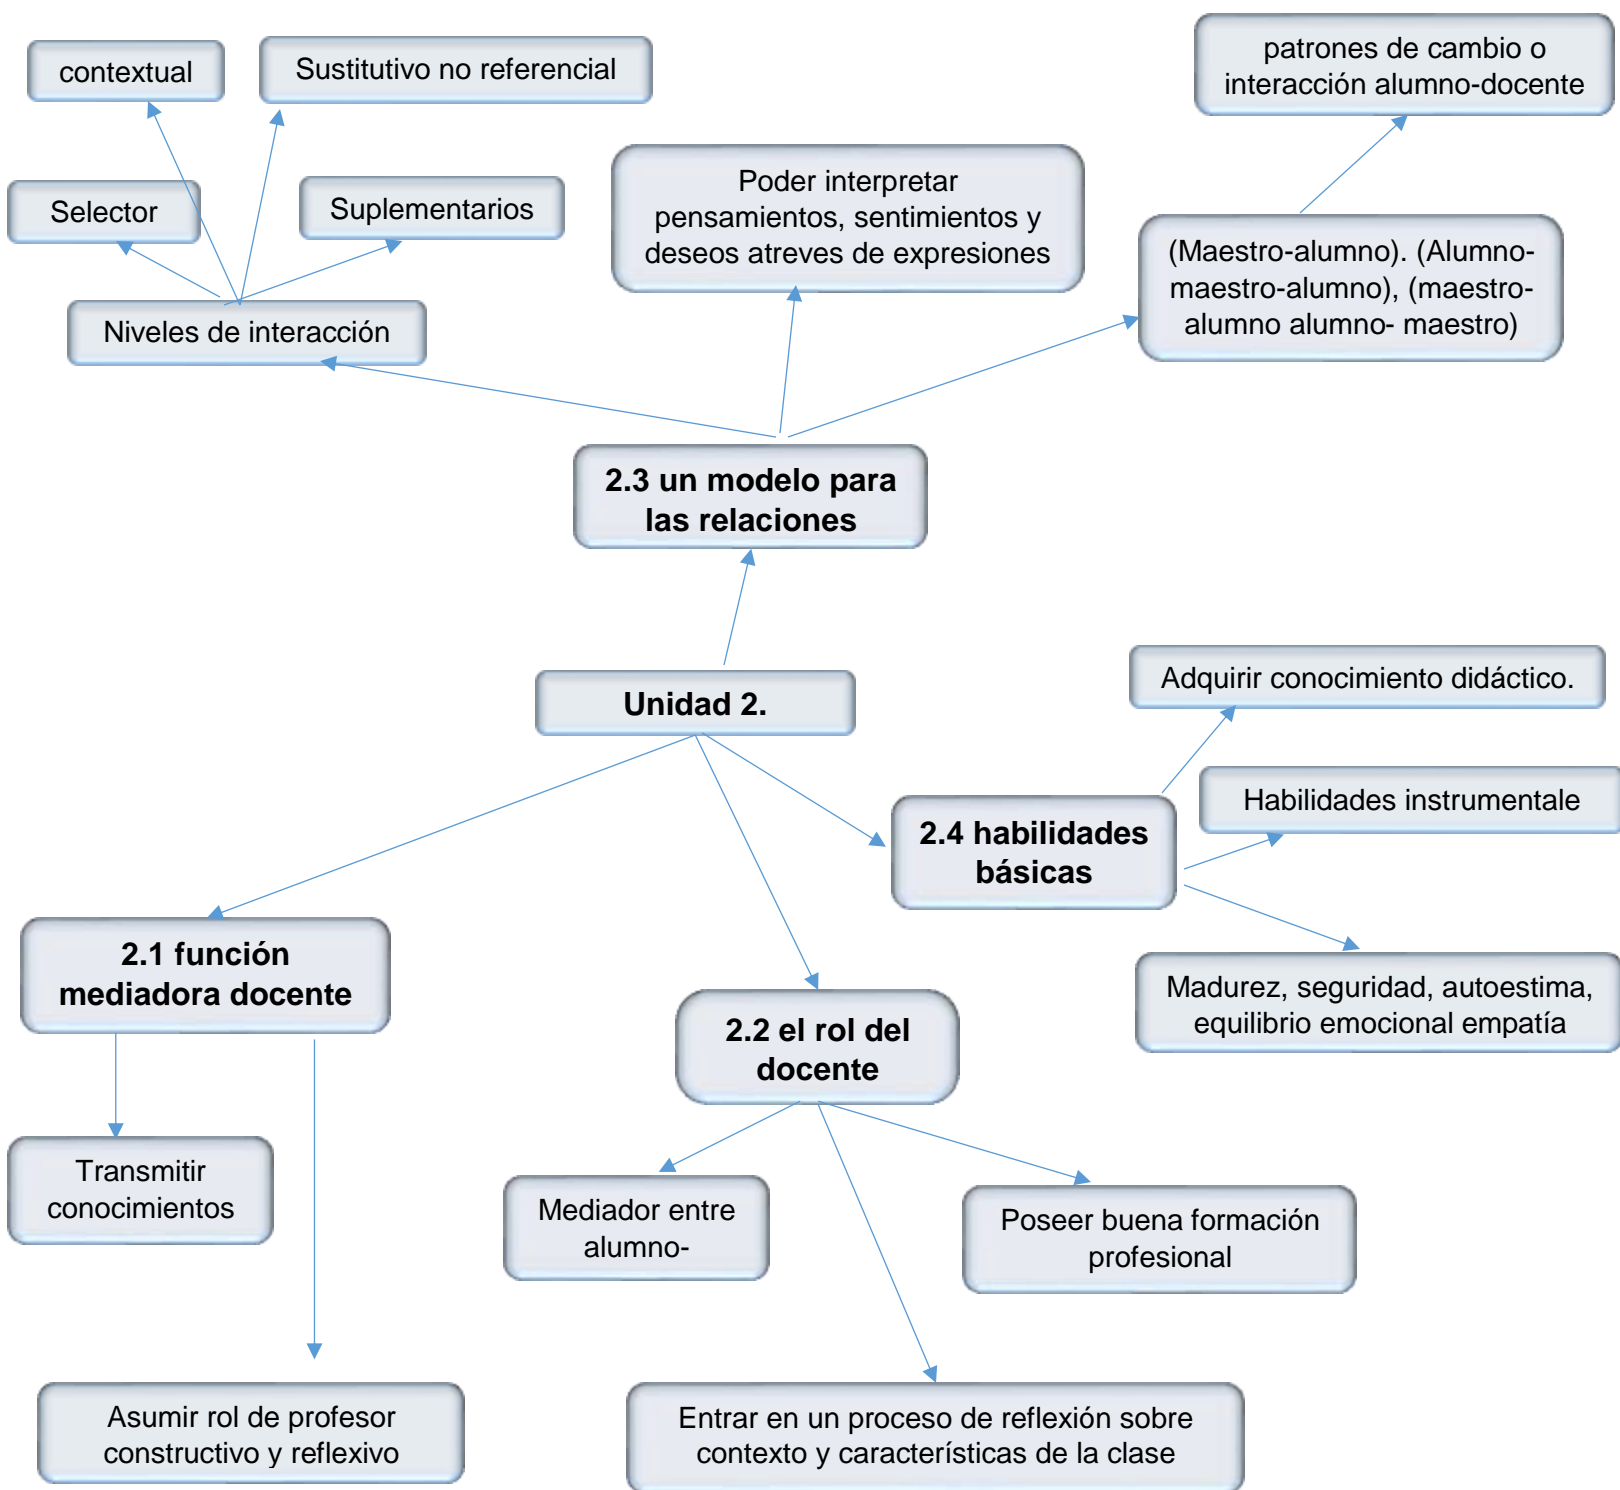 patrones de cambio o
interacción alumno-docente
contextual
Sustitutivo no referencial
Poder interpretar
pensamientos, sentimientos y
deseos atreves de expresiones
Selector
Suplementarios
(Maestro-alumno). (Alumno-
maestro-alumno), (maestro-
alumno alumno- maestro)
Niveles de interacción
2.3 un modelo para
las relaciones
Unidad 2.
Adquirir conocimiento didáctico.
Habilidades instrumentale
2.4 habilidades
básicas
Madurez, seguridad, autoestima,
equilibrio emocional empatía
2.1 función
mediadora docente
2.2 el rol del
docente
Transmitir
conocimientos
Mediador entre
alumno-
Poseer buena formación
profesional
Asumir rol de profesor
constructivo y reflexivo
Entrar en un proceso de reflexión sobre
contexto y características de la clase